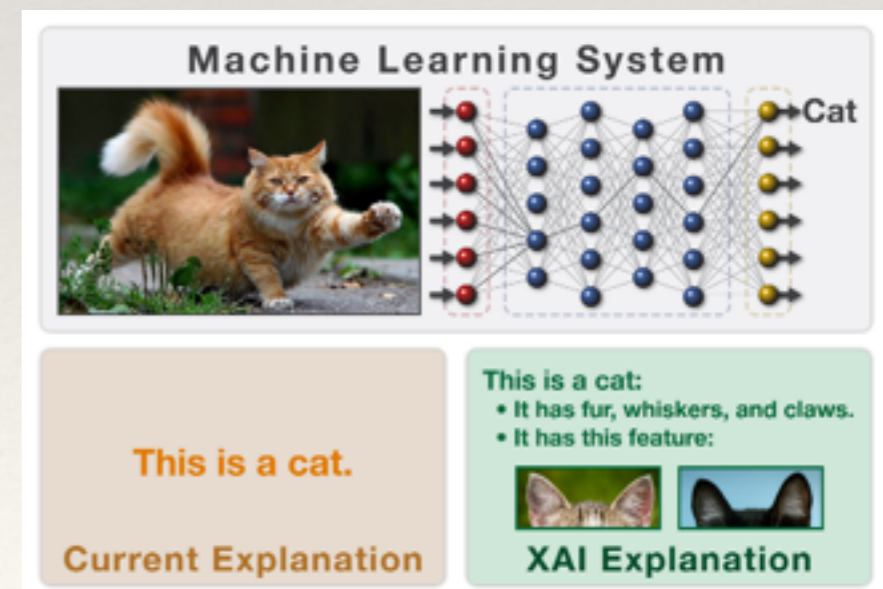 Machine Learning System
Cat
This is a cat.
Current Explanation
This is a cat:
• It has fur, whiskers, and claws.
• It has this feature:
XAI Explanation